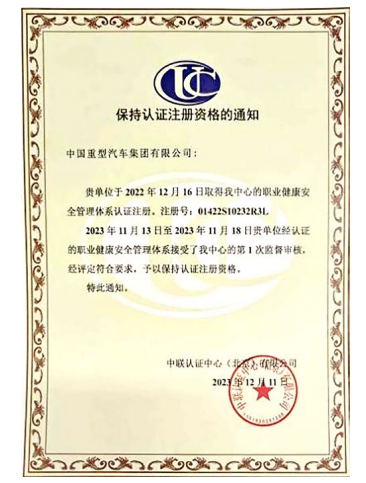 CUC
保持认证注册资格的通知
中国重型汽车集团有限公司：
贵单位于 2022 年 12 月 16 日取得我中心的职业健康安
全管理体系认证注册。注册号：01422S10232R3L
2023 年 11 月 13 日至 2023 年 11 月 18 日贵单位经认证
的职业健康安全管理体系接受了我中心的第 1 次监督审核，
经评定符合要求，予以保持认证注册资格。
特此通知。
中联认证中心（北京）有限公司
2023 年 12 月 11 日